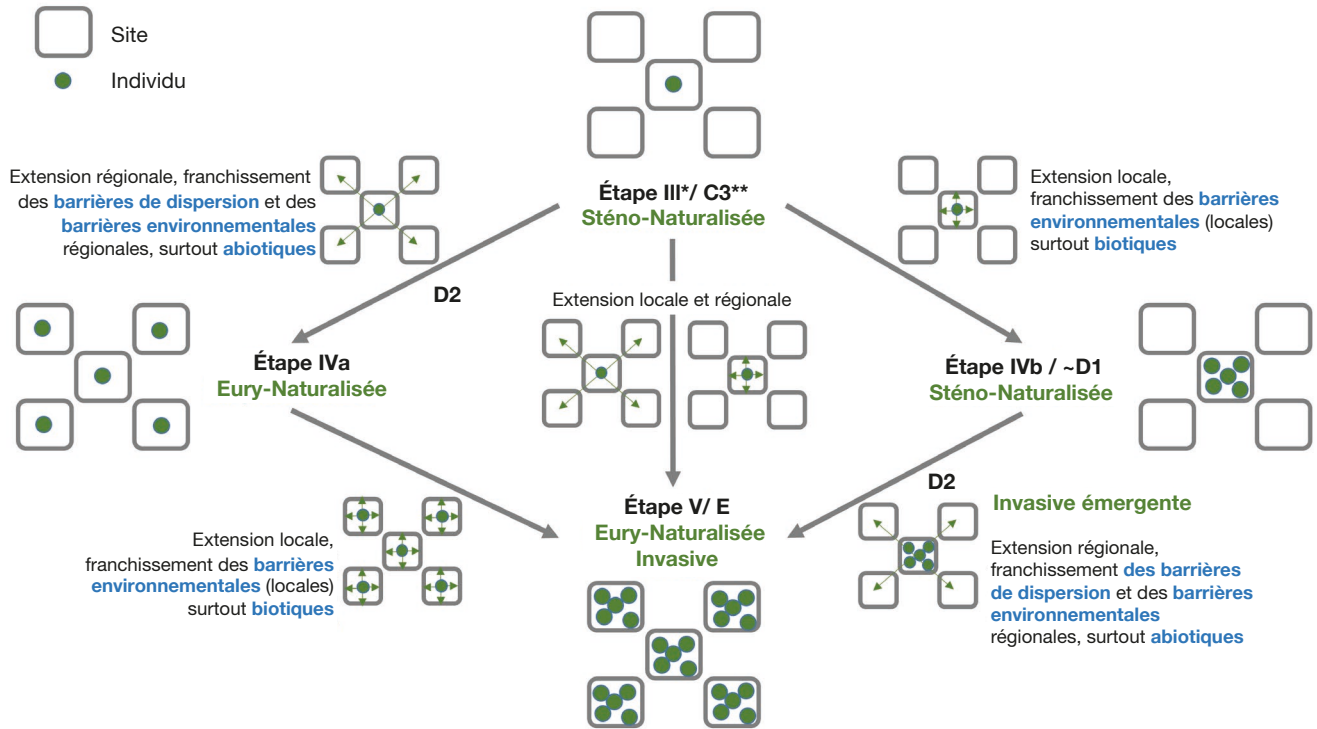 Site
Individu
Extension régionale, franchissement
des barrières de dispersion et des
barrières environnementales
régionales, surtout abiotiques
Étape III*/ C3**
Sténo-Naturalisée
Extension locale,
franchissement des barrières
environnementales (locales)
surtout biotiques
D2
Extension locale et régionale
Étape IVa
Eury-Naturalisée
Étape IVb / ~D1
Sténo-Naturalisée
D2
Étape V/ E
Eury-Naturalisée
Invasive
Invasive émergente
Extension locale,
franchissement des barrières
environnementales (locales)
surtout biotiques
Extension régionale,
franchissement des barrières
de dispersion et des barrières
environnementales
régionales, surtout abiotiques